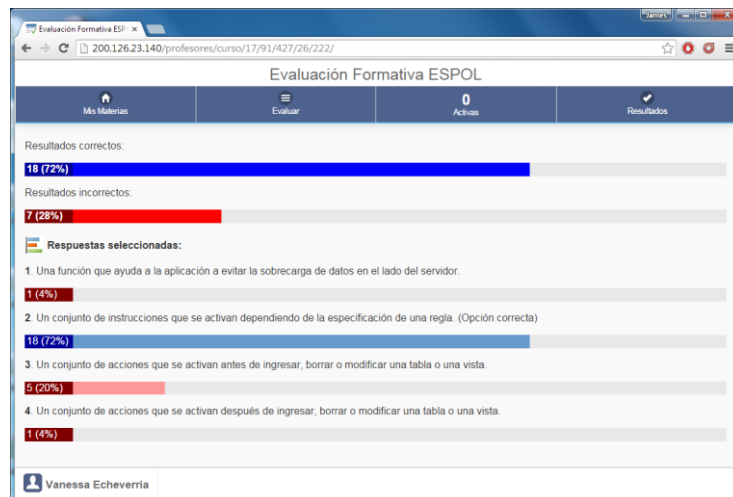 James
Evaluación Formativa ESP
200.126.23.140/profesores/curso/17/91/427/26/222/
Evaluación Formativa ESPOL
Mis Materias
Evaluar
0
Activas
Resultados
Resultados correctos:
18 (72%)
Resultados incorrectos:
7 (28%)
Respuestas seleccionadas:
1. Una función que ayuda a la aplicación a evitar la sobrecarga de datos en el lado del servidor.
1 (4%)
2. Un conjunto de instrucciones que se activan dependiendo de la especificación de una regla. (Opción correcta)
18 (72%)
3. Un conjunto de acciones que se activan antes de ingresar, borrar o modificar una tabla o una vista.
5 (20%)
4. Un conjunto de acciones que se activan después de ingresar, borrar o modificar una tabla o una vista.
1 (4%)
Vanessa Echeverria